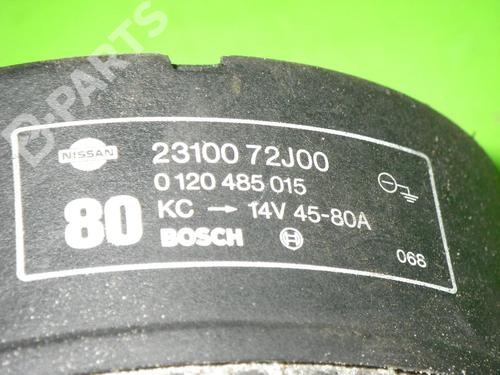 B-PARTS
NISSAN
23100 72J00
0 120 485 015
80
KC → 14V 45-80A
BOSCH
068